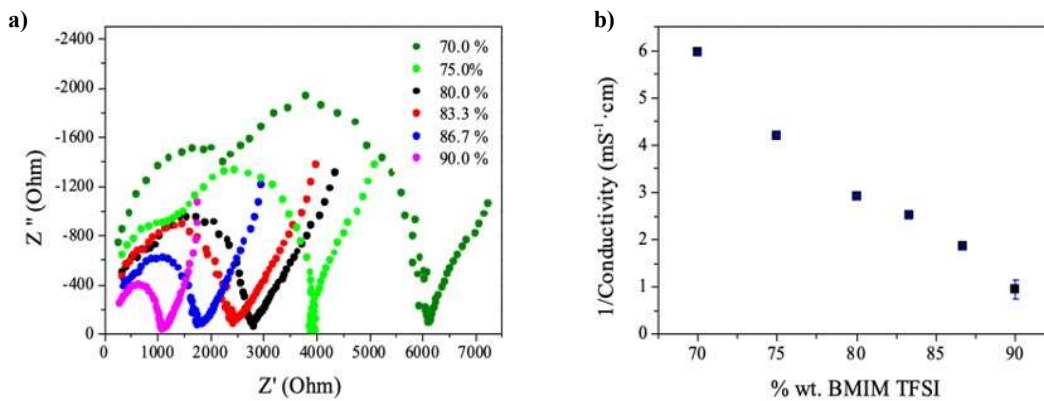 a)
-2400
-2000
-1600
-1200
-800
-400
0
Z'' (Ohm)
0 1000 2000 3000 4000 5000 6000 7000
Z' (Ohm)
70.0 %
75.0%
80.0 %
83.3 %
86.7 %
90.0 %
b)
6
5
4
3
2
1
0
1/Conductivity (mS⁻¹·cm)
70 75 80 85 90
% wt. BMIM TFSI